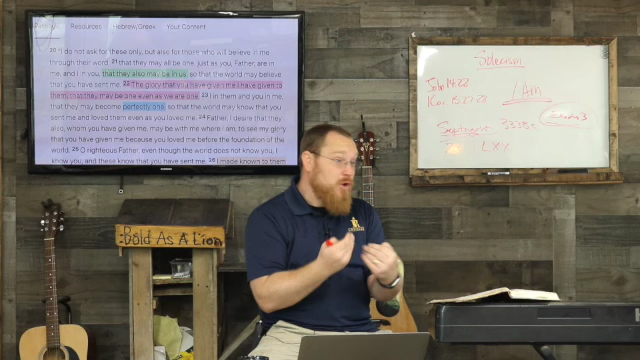 Resources Hebrew/Greek Your Content
20 "I do not ask for these only, but also for those who will believe in me
through their word, 21 that they may all be one, just as you, Father, are in
me, and I in you, that they also may be in us, so that the world may believe
that you have sent me. 22 The glory that you have given me I have given to
them, that they may be one even as we are one, 23 I in them and you in me,
that they may become perfectly one, so that the world may know that you
sent me and loved them even as you loved me. 24 Father, I desire that they
also, whom you have given me, may be with me where I am, to see my glory
that you have given me because you loved me before the foundation of the
world. 25 O righteous Father, even though the world does not know you, I
know you, and these know that you have sent me. 26 I made known to them
John 14:28
I Am
1 Cor 15:27-28
Septuagint
LXX
Bold As A Lion